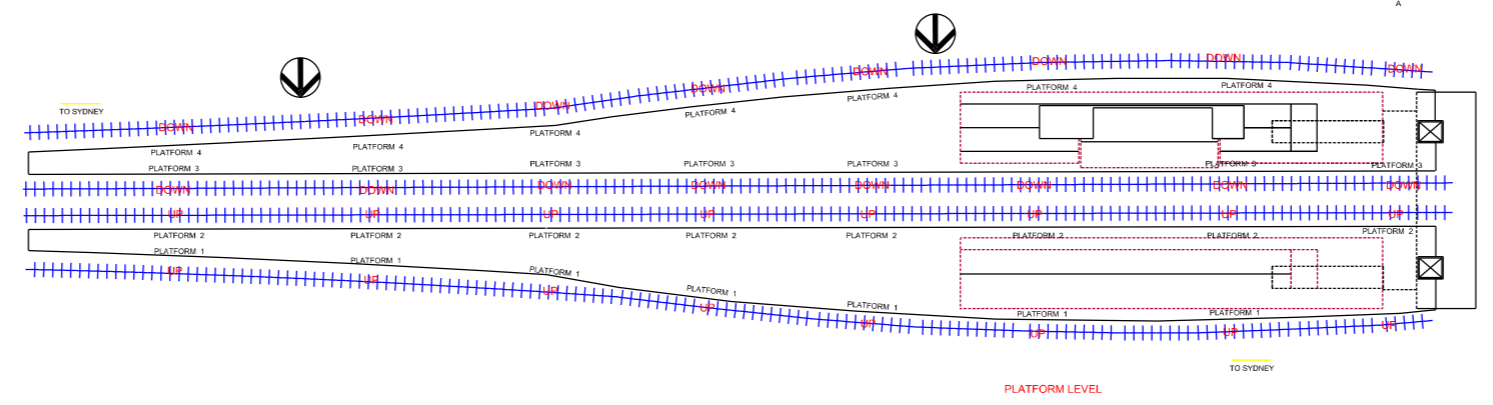 A
DOWN DOWN DOWN DOWN DOWN DOWN DOWN DOWN
TO SYDNEY
PLATFORM 4 PLATFORM 4 PLATFORM 4 PLATFORM 4 PLATFORM 4 PLATFORM 4 PLATFORM 4
PLATFORM 3 PLATFORM 3 PLATFORM 3 PLATFORM 3 PLATFORM 3 PLATFORM 3 PLATFORM 3
DOWN DOWN DOWN DOWN DOWN DOWN DOWN DOWN
UP UP UP UP UP UP UP UP
PLATFORM 2 PLATFORM 2 PLATFORM 2 PLATFORM 2 PLATFORM 2 PLATFORM 2 PLATFORM 2 PLATFORM 2
PLATFORM 1 PLATFORM 1 PLATFORM 1 PLATFORM 1 PLATFORM 1 PLATFORM 1 PLATFORM 1
UP UP UP UP UP UP UP UP
TO SYDNEY
PLATFORM LEVEL